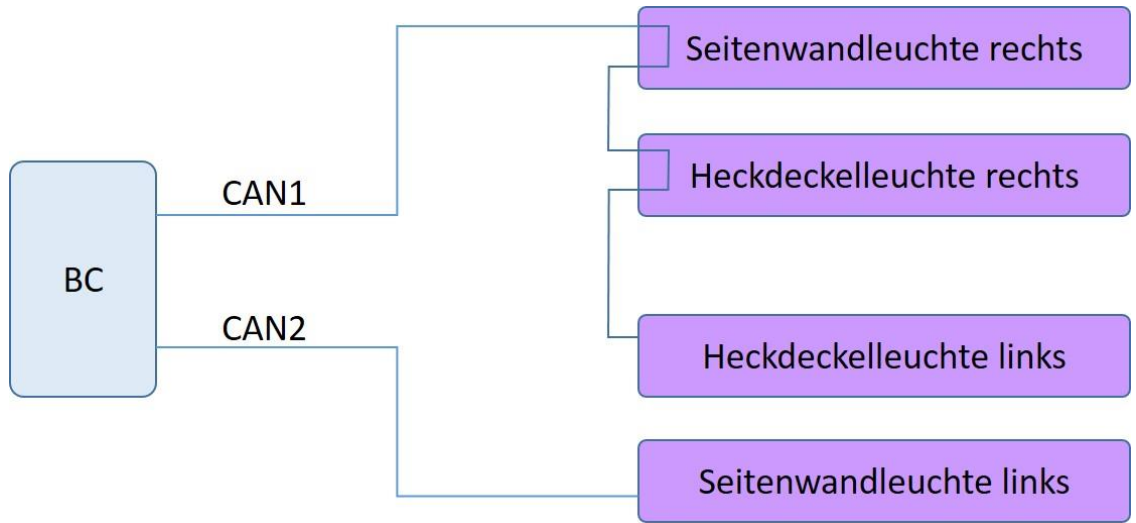 Seitenwandleuchte rechts
Heckdeckelleuchte rechts
CAN1
BC
CAN2
Heckdeckelleuchte links
Seitenwandleuchte links